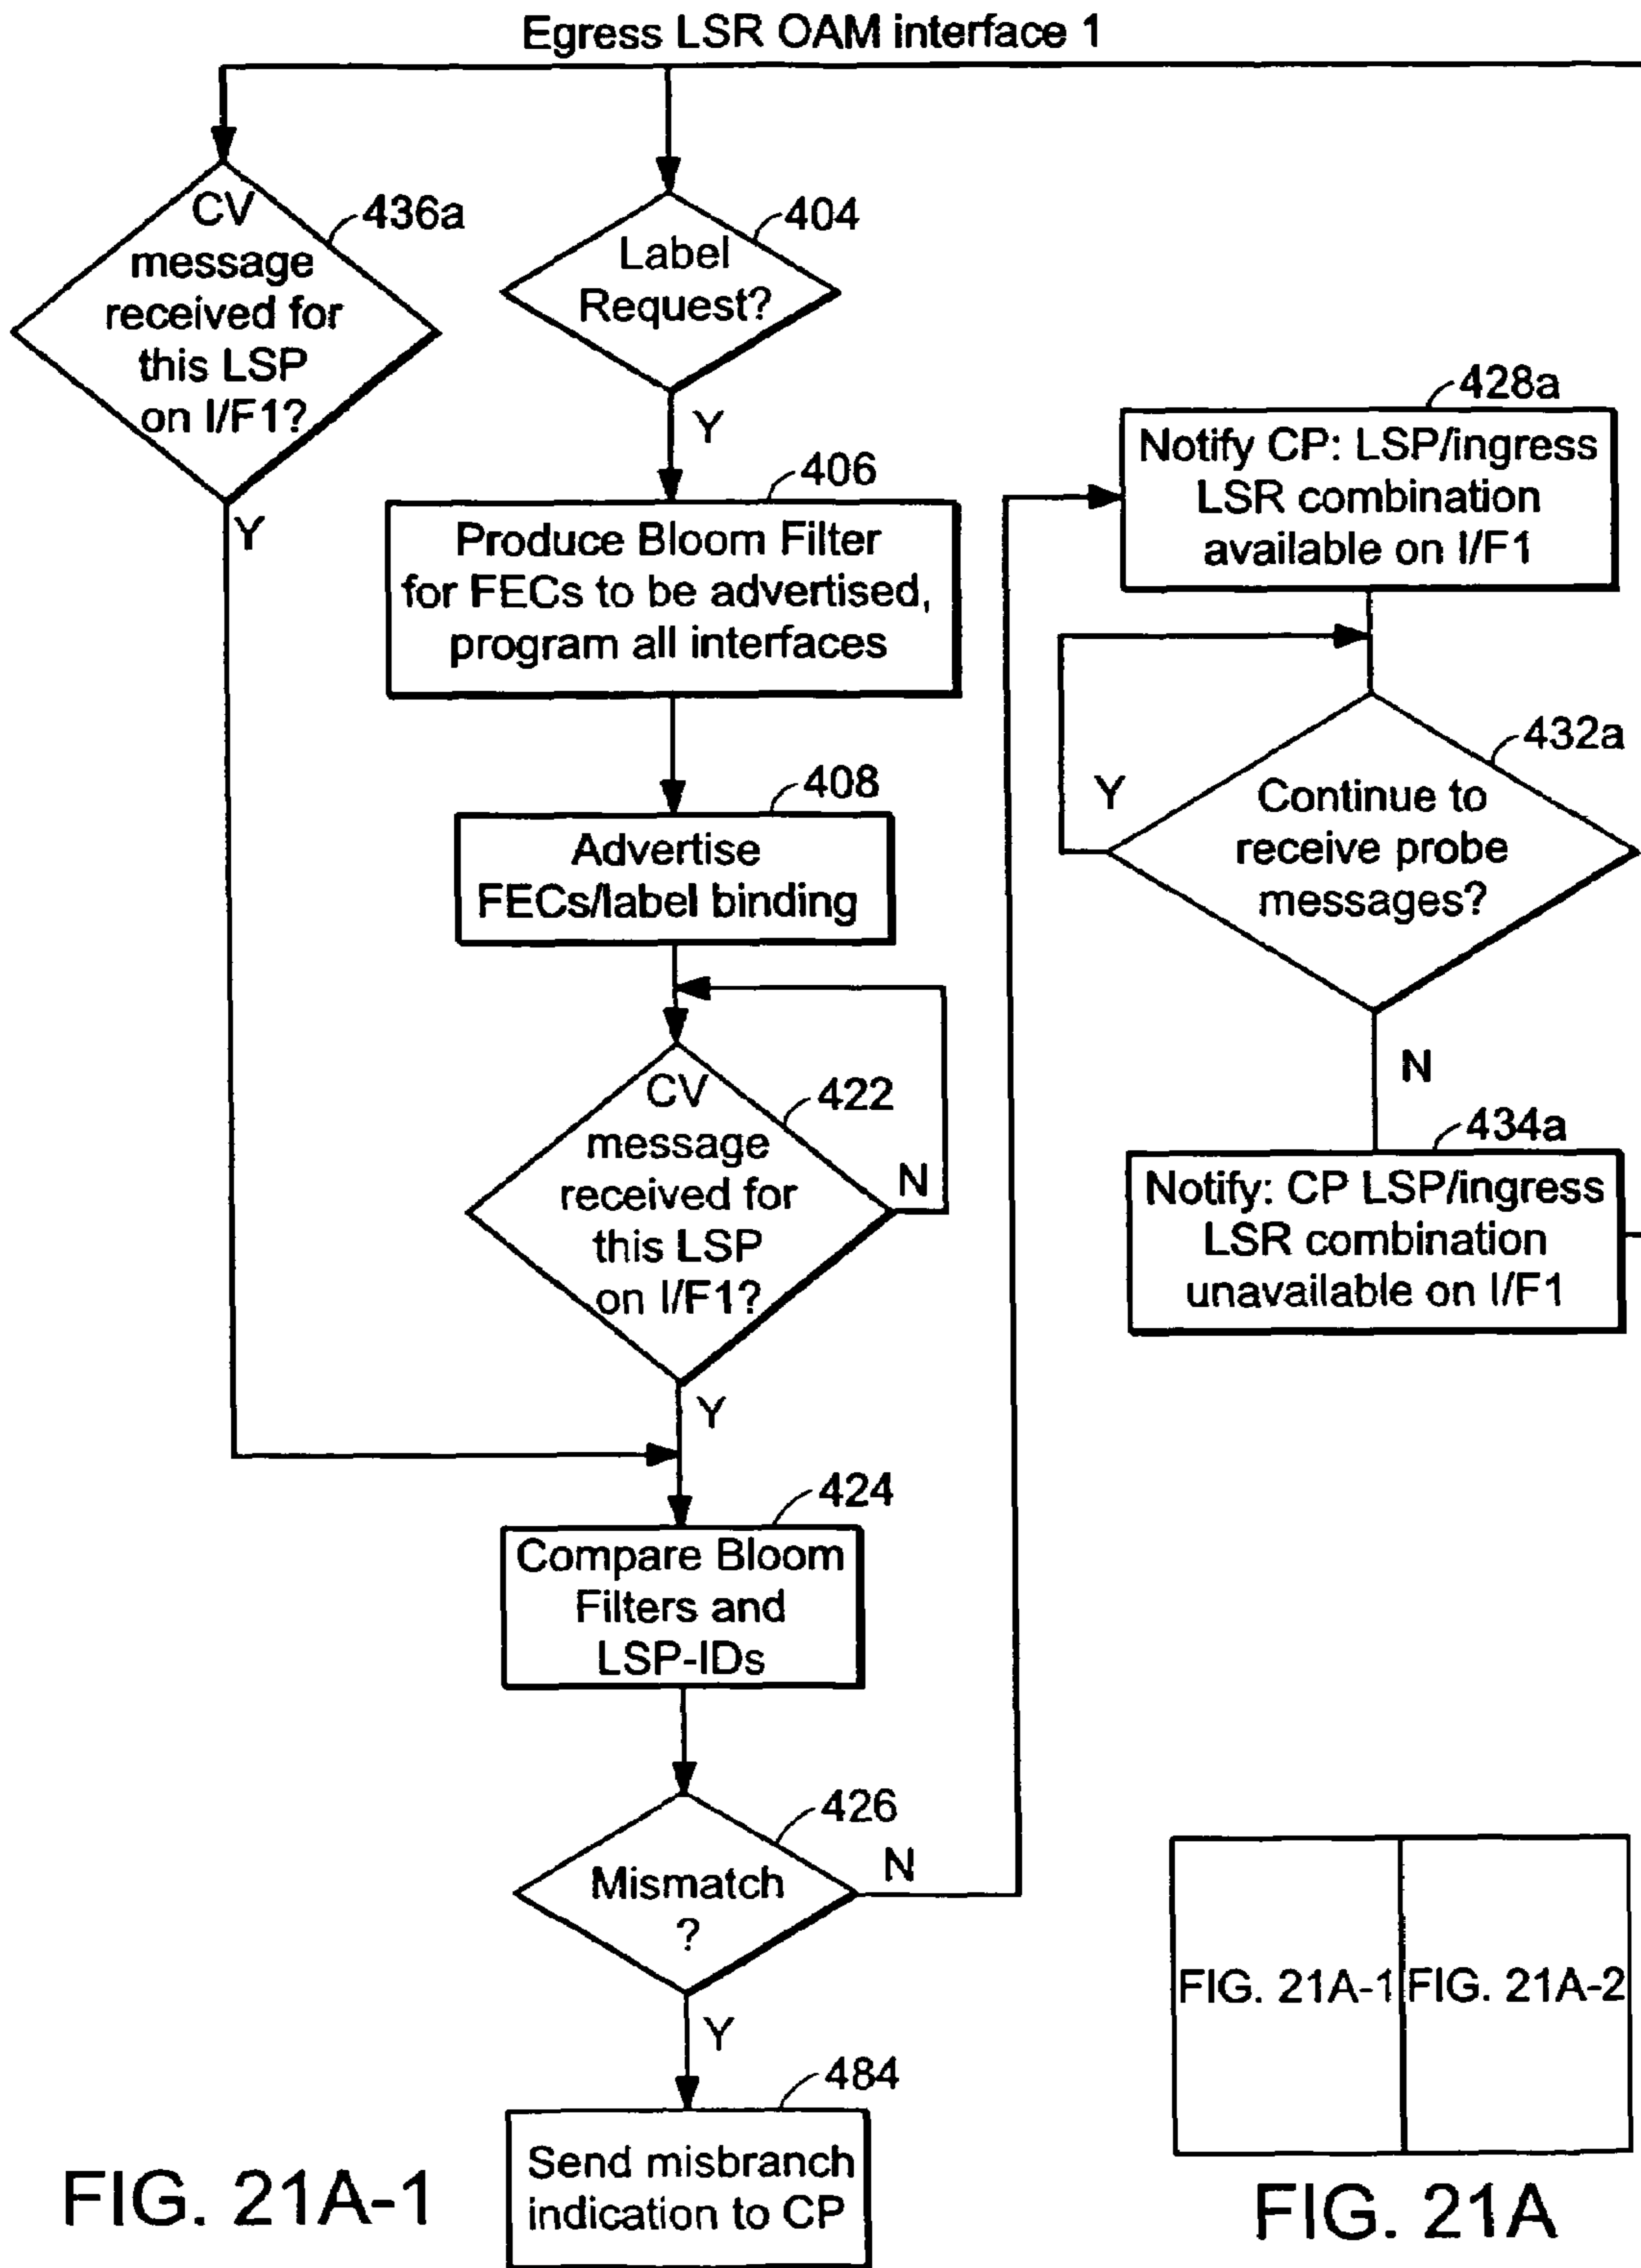 Egress LSR OAM interface 1
CV
message
received for
this LSP
on I/F1?
436a
Y
Label
Request?
404
Y
406
Produce Bloom Filter
for FECs to be advertised,
program all interfaces
408
Advertise
FECs/label binding
CV
message
received for
this LSP
on I/F1?
422
N
Y
424
Compare Bloom
Filters and
LSP-IDs
426
Mismatch
?
N
Y
484
Send misbranch
indication to CP
428a
Notify CP: LSP/ingress
LSR combination
available on I/F1
432a
Y
Continue to
receive probe
messages?
N
434a
Notify: CP LSP/ingress
LSR combination
unavailable on I/F1
FIG. 21A-1
FIG. 21A-2
FIG. 21A-1
FIG. 21A